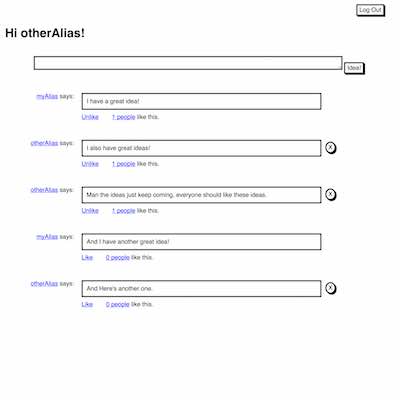 Log Out
Hi otherAlias!
Idea!
myAlias says: I have a great idea!
Unlike 1 people like this.
otherAlias says: I also have great ideas! X
Unlike 1 people like this.
otherAlias says: Man the ideas just keep coming, everyone should like these ideas. X
Unlike 1 people like this.
myAlias says: And I have another great idea!
Like 0 people like this.
otherAlias says: And Here's another one. X
Like 0 people like this.